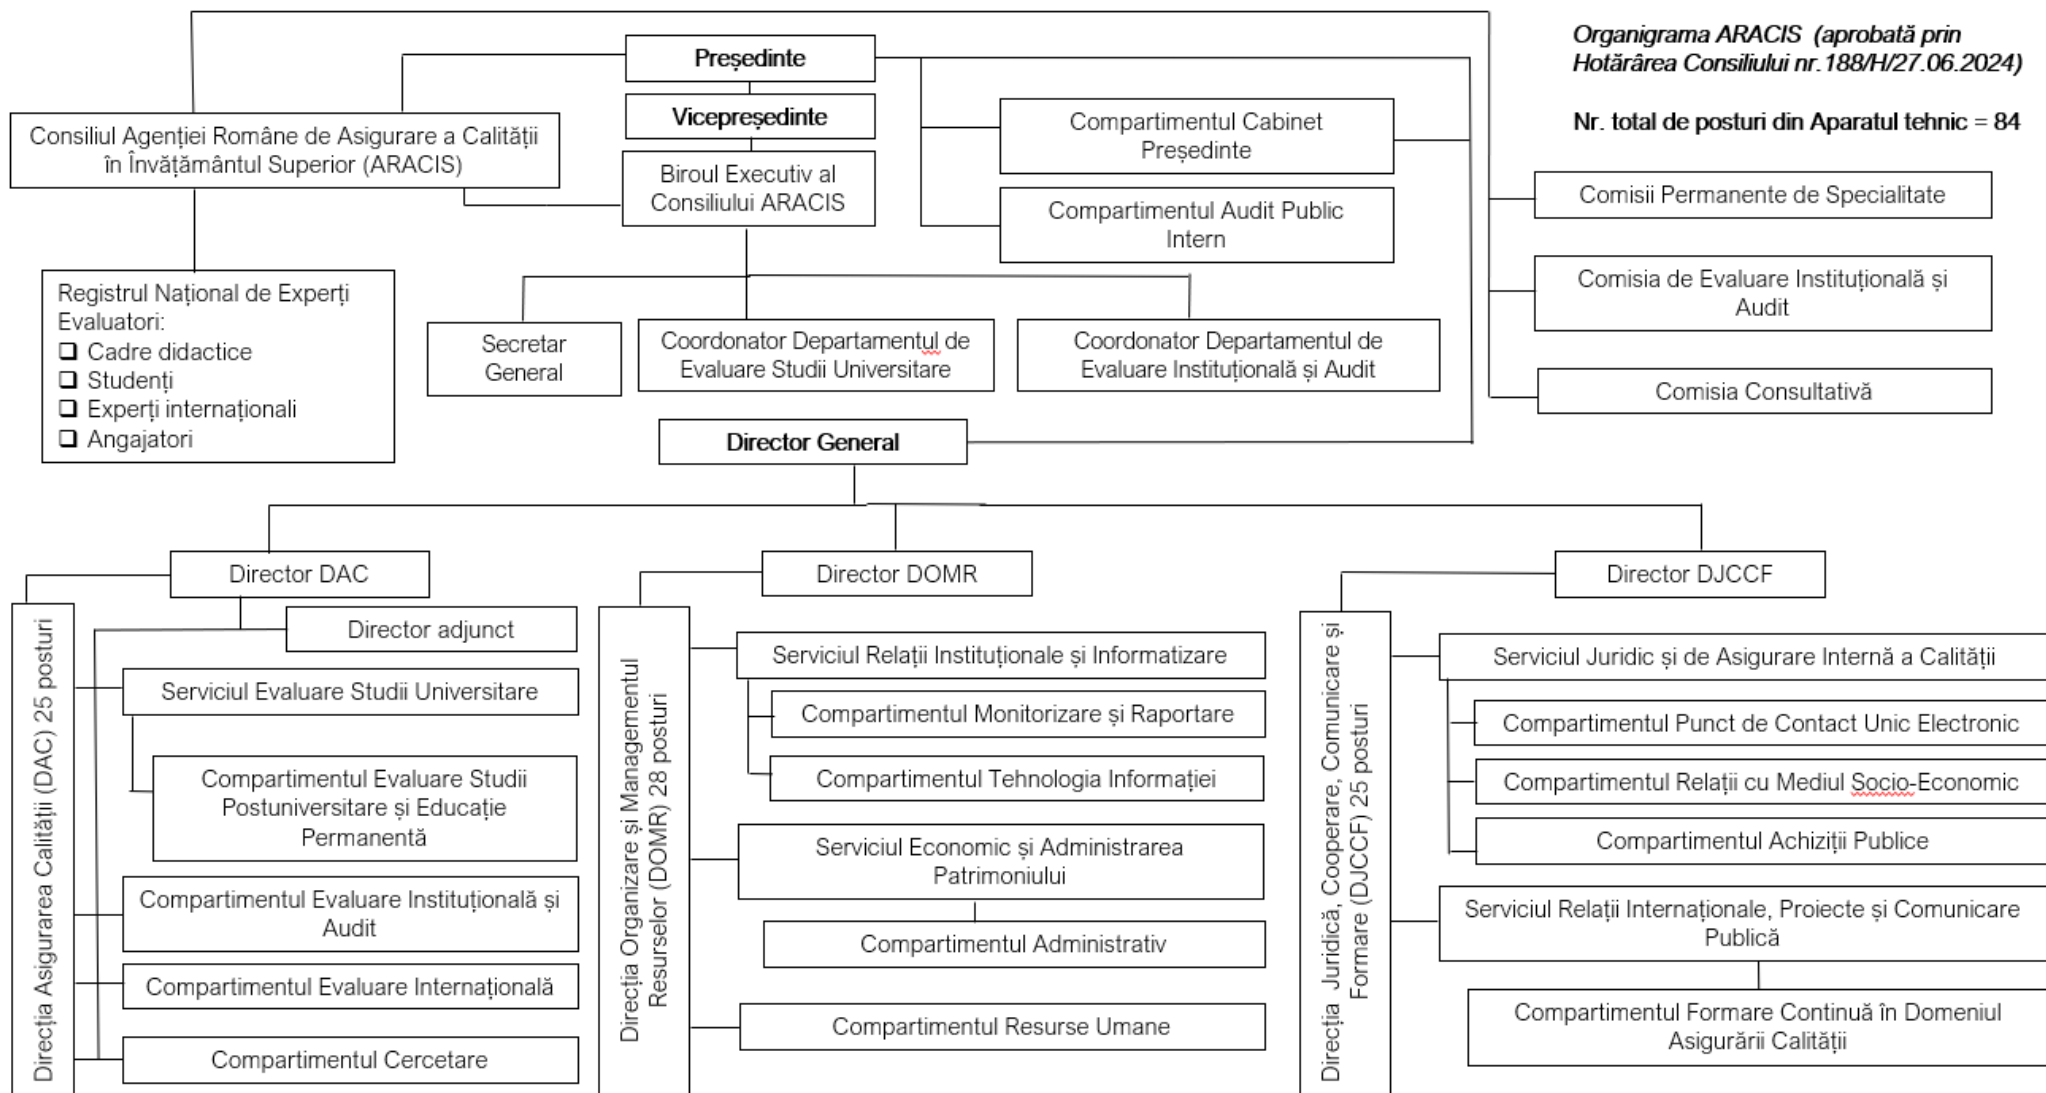 Organigrama ARACIS (aprobată prin
Hotărârea Consiliului nr.188/H/27.06.2024)
Nr. total de posturi din Aparatul tehnic = 84
Președinte
Vicepreședinte
Consiliul Agenției Române de Asigurare a Calității
în Învățământul Superior (ARACIS)
Biroul Executiv al
Consiliului ARACIS
Compartimentul Cabinet
Președinte
Compartimentul Audit Public
Intern
Comisii Permanente de Specialitate
Comisia de Evaluare Instituțională și
Audit
Comisia Consultativă
Registrul Național de Experți
Evaluatori:
❑ Cadre didactice
❑ Studenți
❑ Experți internaționali
❑ Angajatori
Secretar
General
Coordonator Departamentul de
Evaluare Studii Universitare
Coordonator Departamentul de
Evaluare Instituțională și Audit
Director General
Director DAC
Director DOMR
Director DJCCF
Direcția Asigurarea Calității (DAC) 25 posturi
Director adjunct
Serviciul Evaluare Studii Universitare
Compartimentul Evaluare Studii
Postuniversitare și Educație
Permanentă
Compartimentul Evaluare Instituțională și
Audit
Compartimentul Evaluare Internațională
Compartimentul Cercetare
Direcția Organizare și Managementul
Resurselor (DOMR) 28 posturi
Serviciul Relații Instituționale și Informatizare
Compartimentul Monitorizare și Raportare
Compartimentul Tehnologia Informației
Serviciul Economic și Administrarea
Patrimoniului
Compartimentul Administrativ
Compartimentul Resurse Umane
Direcția Juridică, Cooperare, Comunicare și
Formare (DJCCF) 25 posturi
Serviciul Juridic și de Asigurare Internă a Calității
Compartimentul Punct de Contact Unic Electronic
Compartimentul Relații cu Mediul Socio-Economic
Compartimentul Achiziții Publice
Serviciul Relații Internaționale, Proiecte și Comunicare
Publică
Compartimentul Formare Continuă în Domeniul
Asigurării Calității